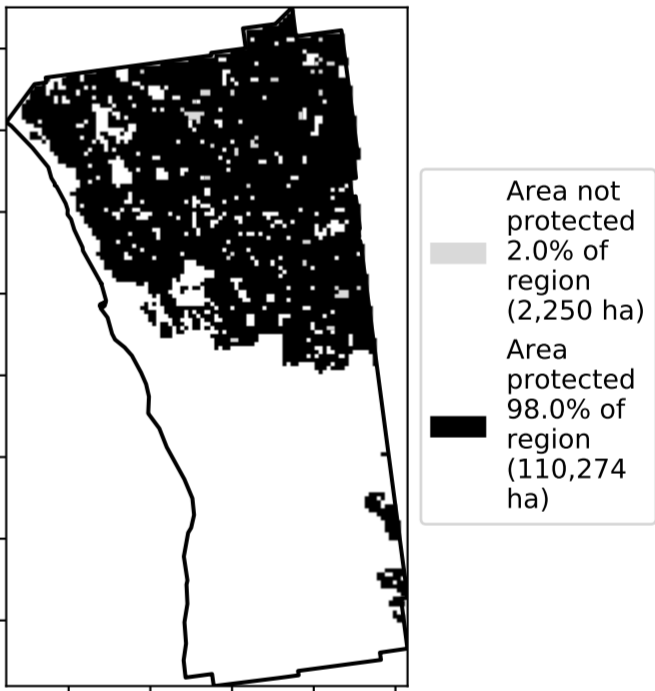 Area not
protected
2.0% of
region
(2,250 ha)
Area
protected
98.0% of
region
(110,274
ha)